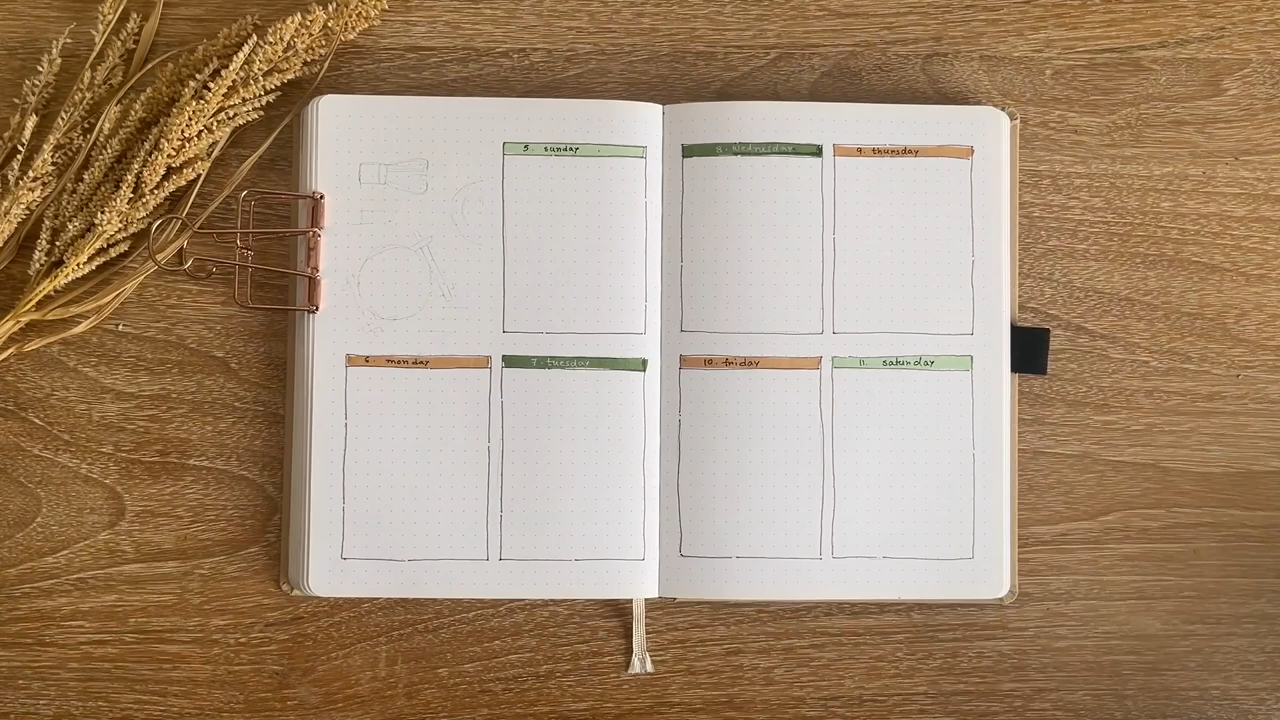 5. sunday
6. monday
7. tuesday
8. wednesday
9. thursday
10. friday
11. saturday